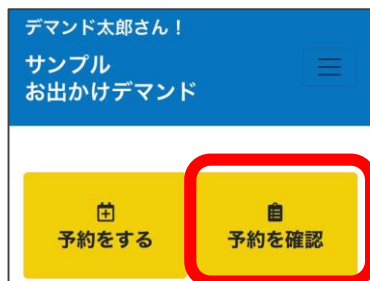 デマンド太郎さん！
サンプル
お出かけデマンド
予約をする
予約を確認